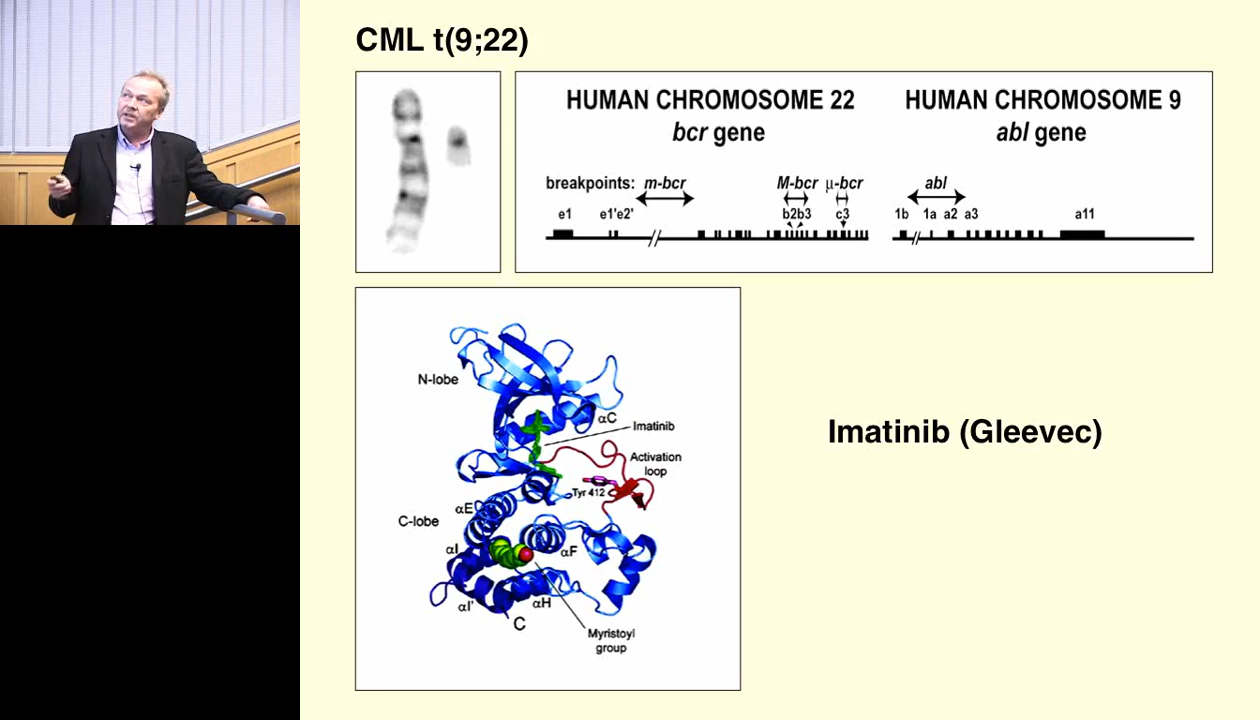 CML t(9;22)
HUMAN CHROMOSOME 22
bcr gene
HUMAN CHROMOSOME 9
abl gene
breakpoints: m-bcr M-bcr μ-bcr
abl
b2b3 c3
e1 e1'e2'
1b 1a a2 a3 a11
N-lobe
αC
Imatinib
Activation
loop
Tyr 412
αE
C-lobe
αI
αF
αI'
αH
C
Myristoyl
group
Imatinib (Gleevec)